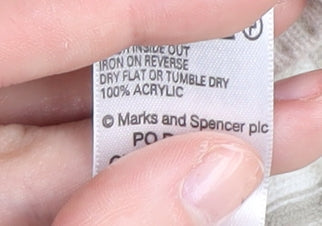 INSIDE OUT
IRON ON REVERSE
DRY FLAT OR TUMBLE DRY
100% ACRYLIC
© Marks and Spencer plc
PO